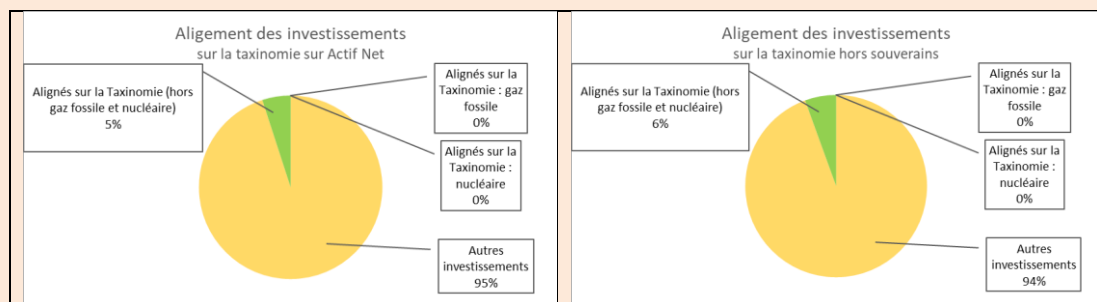 Aligement des investissements
sur la taxinomie sur Actif Net
Alignés sur la Taxinomie (hors
gaz fossile et nucléaire)
5%
Alignés sur la
Taxinomie : gaz
fossile
0%
Alignés sur la
Taxinomie :
nucléaire
0%
Autres
investissements
95%
Aligement des investissements
sur la taxinomie hors souverains
Alignés sur la Taxinomie (hors
gaz fossile et nucléaire)
6%
Alignés sur la
Taxinomie : gaz
fossile
0%
Alignés sur la
Taxinomie :
nucléaire
0%
Autres
investissements
94%